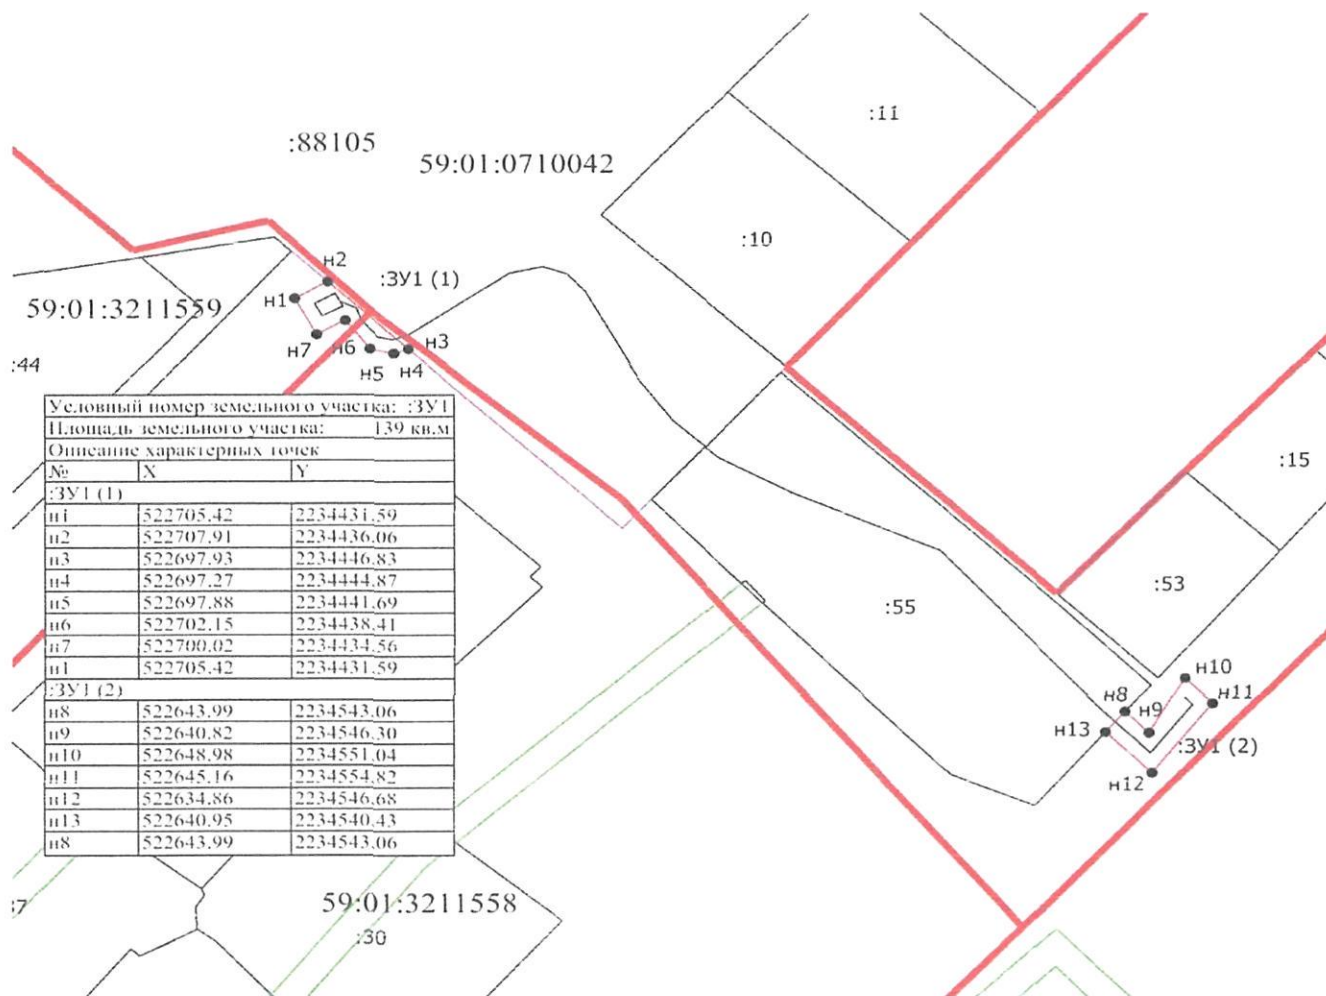 :11
:88105
59:01:0710042
:10
н2
:ЗУ1 (1)
н1
59:01:3211559
н7
н6
н3
н5
н4
:44
Условный номер земельного участка: :ЗУ1
Площадь земельного участка: 139 кв.м
Описание характерных точек
№ X Y
:ЗУ1 (1)
н1 522705.42 2234431.59
н2 522707.91 2234436.06
н3 522697.93 2234446.83
н4 522697.27 2234444.87
н5 522697.88 2234441.69
н6 522702.15 2234438.41
н7 522700.02 2234434.56
н1 522705.42 2234431.59
:ЗУ1 (2)
н8 522643.99 2234543.06
н9 522640.82 2234546.30
н10 522648.98 2234551.04
н11 522645.16 2234554.82
н12 522634.86 2234546.68
н13 522640.95 2234540.43
н8 522643.99 2234543.06
:15
:53
:55
н10
н8
н9
н11
н13
:ЗУ1 (2)
н12
59:01:3211558
:30
37